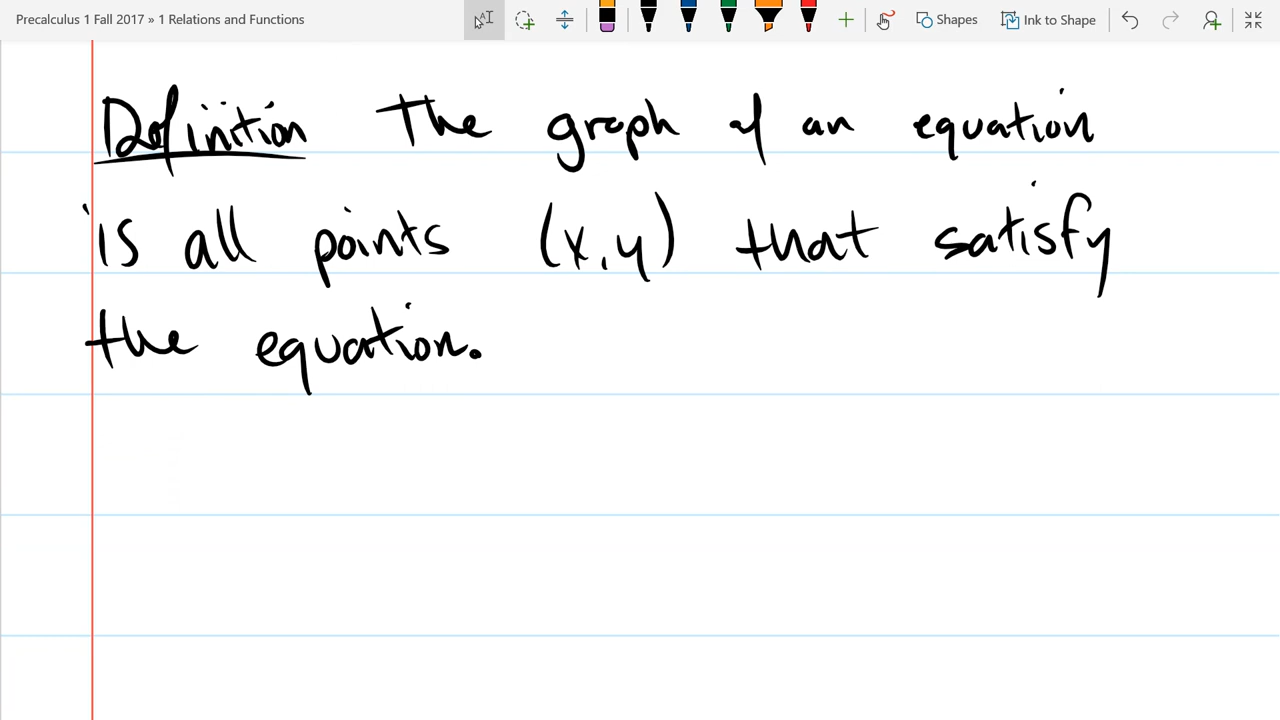 Precalculus 1 Fall 2017 » 1 Relations and Functions
Shapes
Ink to Shape
Definition The graph of an equation
is all points (x,y) that satisfy
the equation.